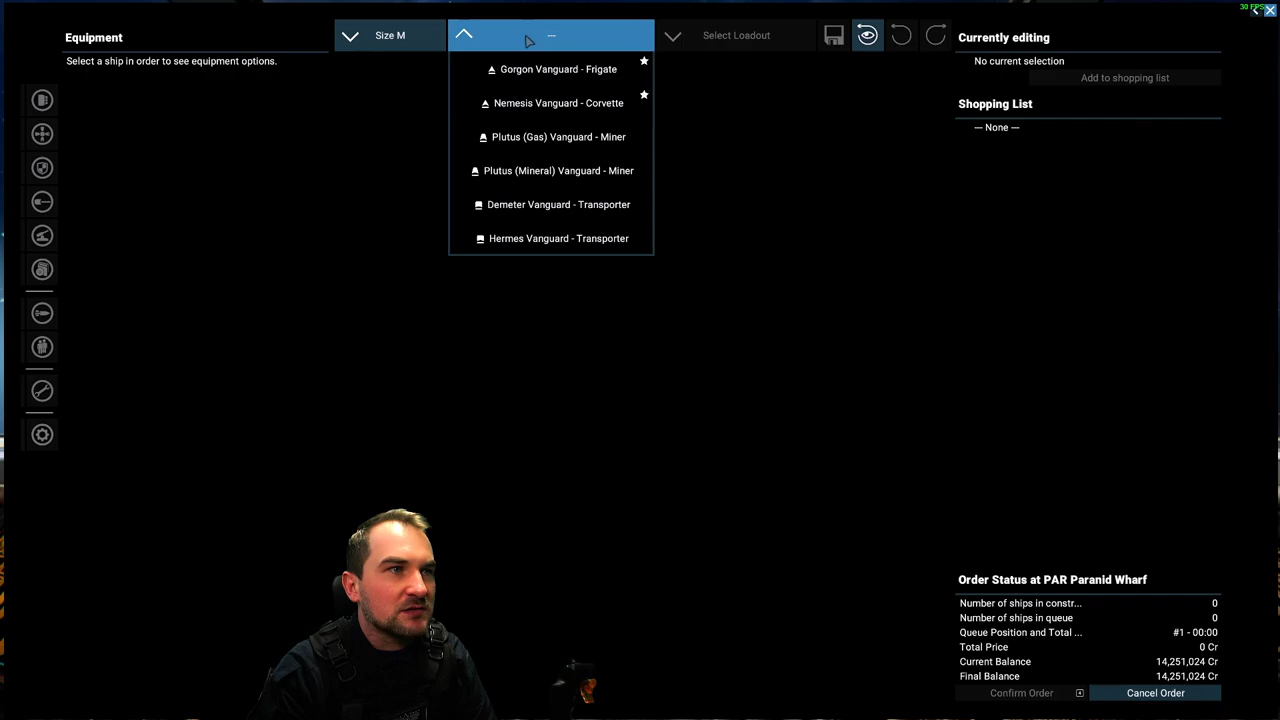 30 FPS
Equipment
Select a ship in order to see equipment options.
Size M
---
Select Loadout
Gorgon Vanguard - Frigate
Nemesis Vanguard - Corvette
Plutus (Gas) Vanguard - Miner
Plutus (Mineral) Vanguard - Miner
Demeter Vanguard - Transporter
Hermes Vanguard - Transporter
Currently editing
No current selection
Add to shopping list
Shopping List
--- None ---
Order Status at PAR Paranid Wharf
Number of ships in constr... 0
Number of ships in queue 0
Queue Position and Total ... #1 - 00:00
Total Price 0 Cr
Current Balance 14,251,024 Cr
Final Balance 14,251,024 Cr
Confirm Order
Cancel Order